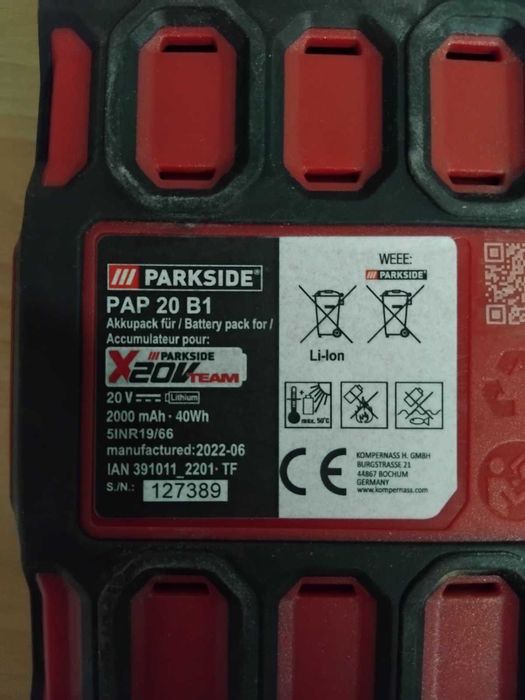 PARKSIDE®
PAP 20 B1
Akkupack für / Battery pack for /
Accumulateur pour:
PARKSIDE
X20V TEAM
20 V Lithium
2000 mAh · 40Wh
5INR19/66
manufactured:2022-06
IAN 391011_2201· TF
S./N.: 127389
WEEE:
PARKSIDE®
Li-Ion
max. 50°C
CE
KOMPERNASS H. GMBH
BURGSTRASSE 21
44867 BOCHUM
GERMANY
www.kompernass.com